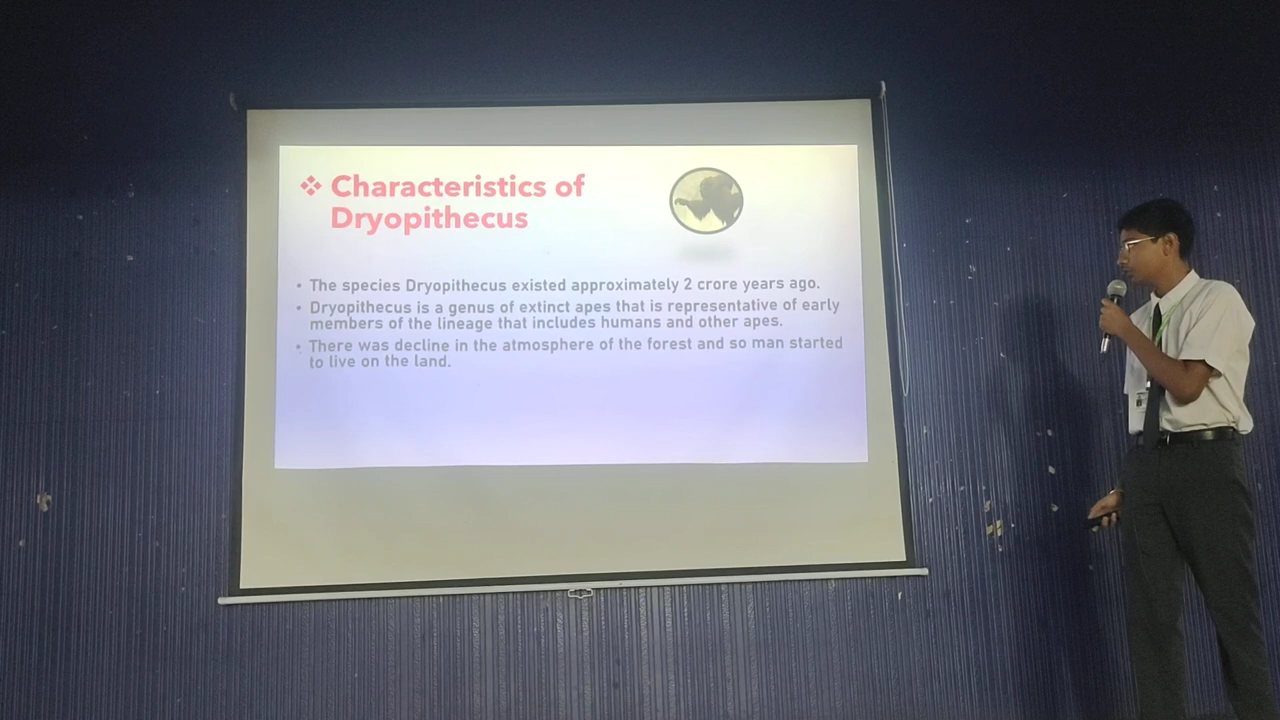 ❖ Characteristics of
Dryopithecus
• The species Dryopithecus existed approximately 2 crore years ago.
• Dryopithecus is a genus of extinct apes that is representative of early
members of the lineage that includes humans and other apes.
• There was decline in the atmosphere of the forest and so man started
to live on the land.